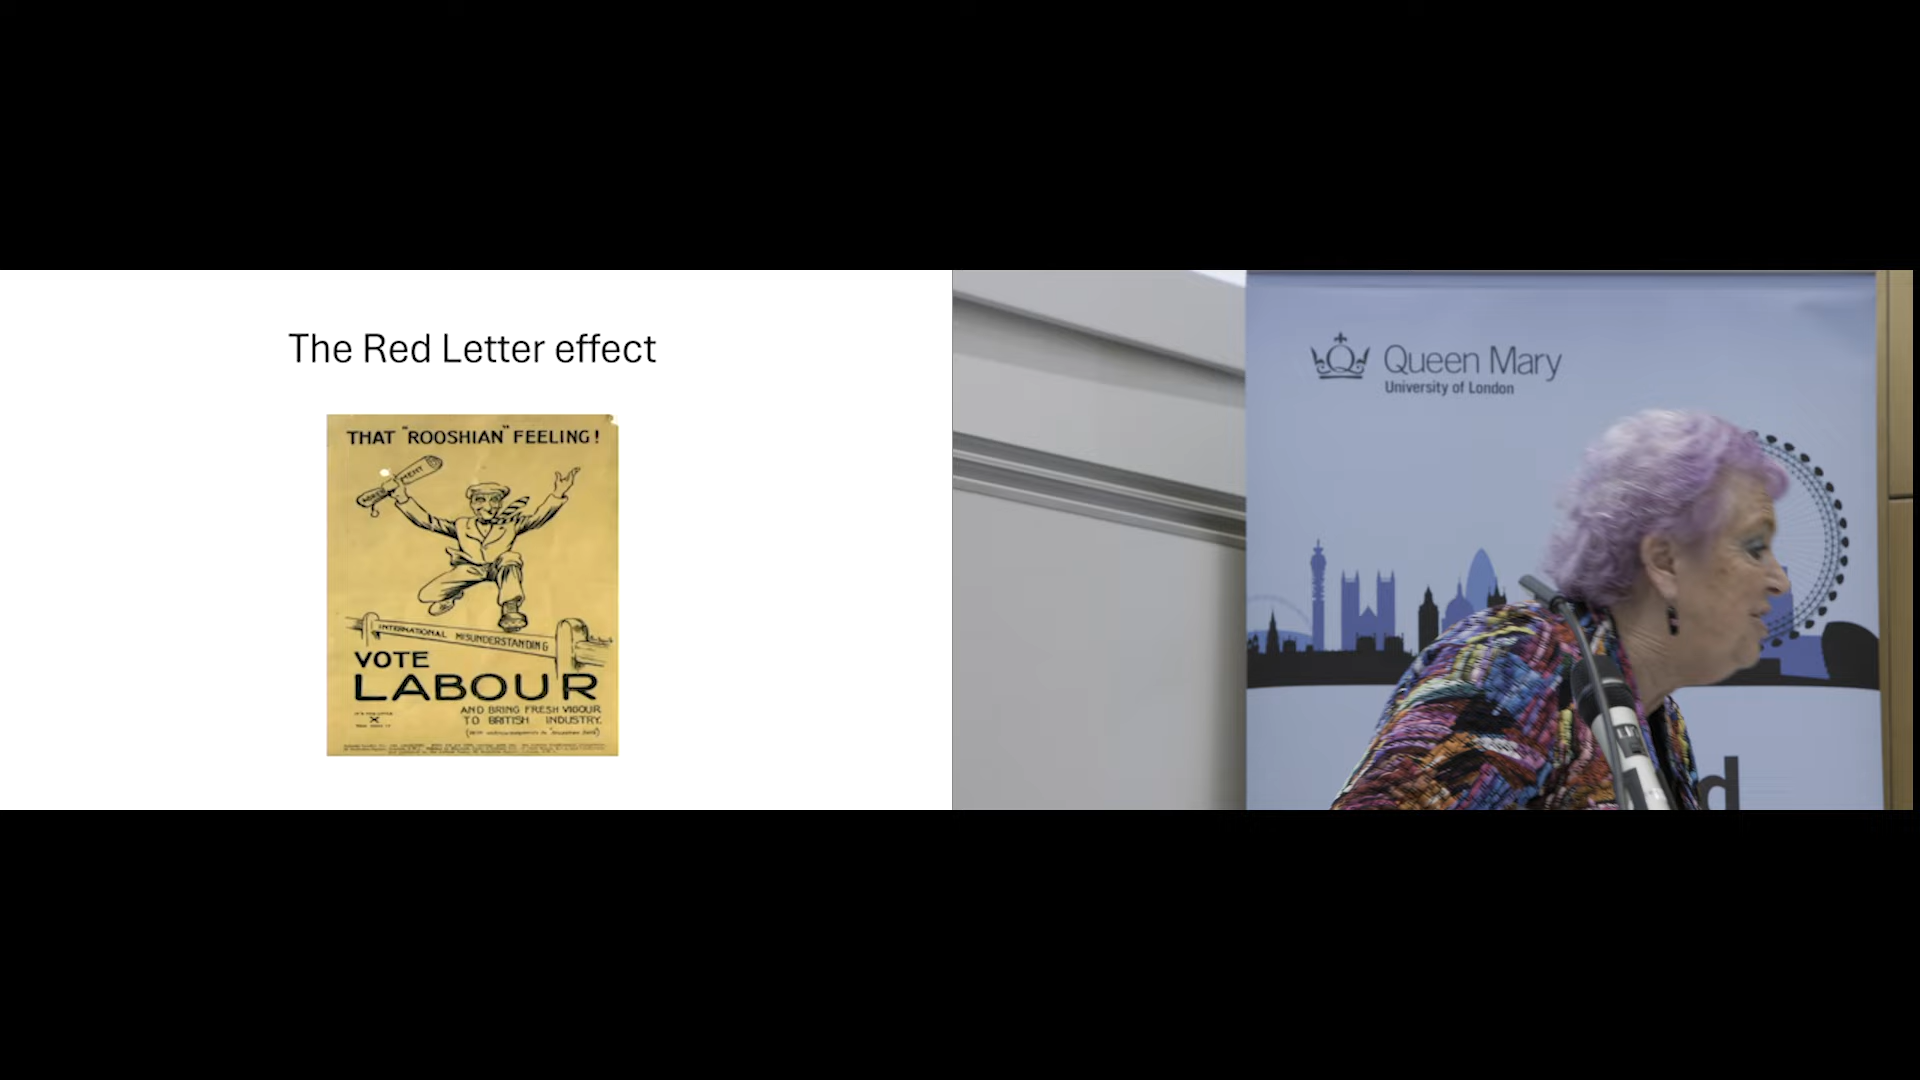 The Red Letter effect
THAT "ROOSHIAN" FEELING!
INTERNATIONAL MISUNDERSTANDING
VOTE
LABOUR
AND BRING FRESH VIGOUR
TO BRITISH INDUSTRY.
Queen Mary
University of London
d